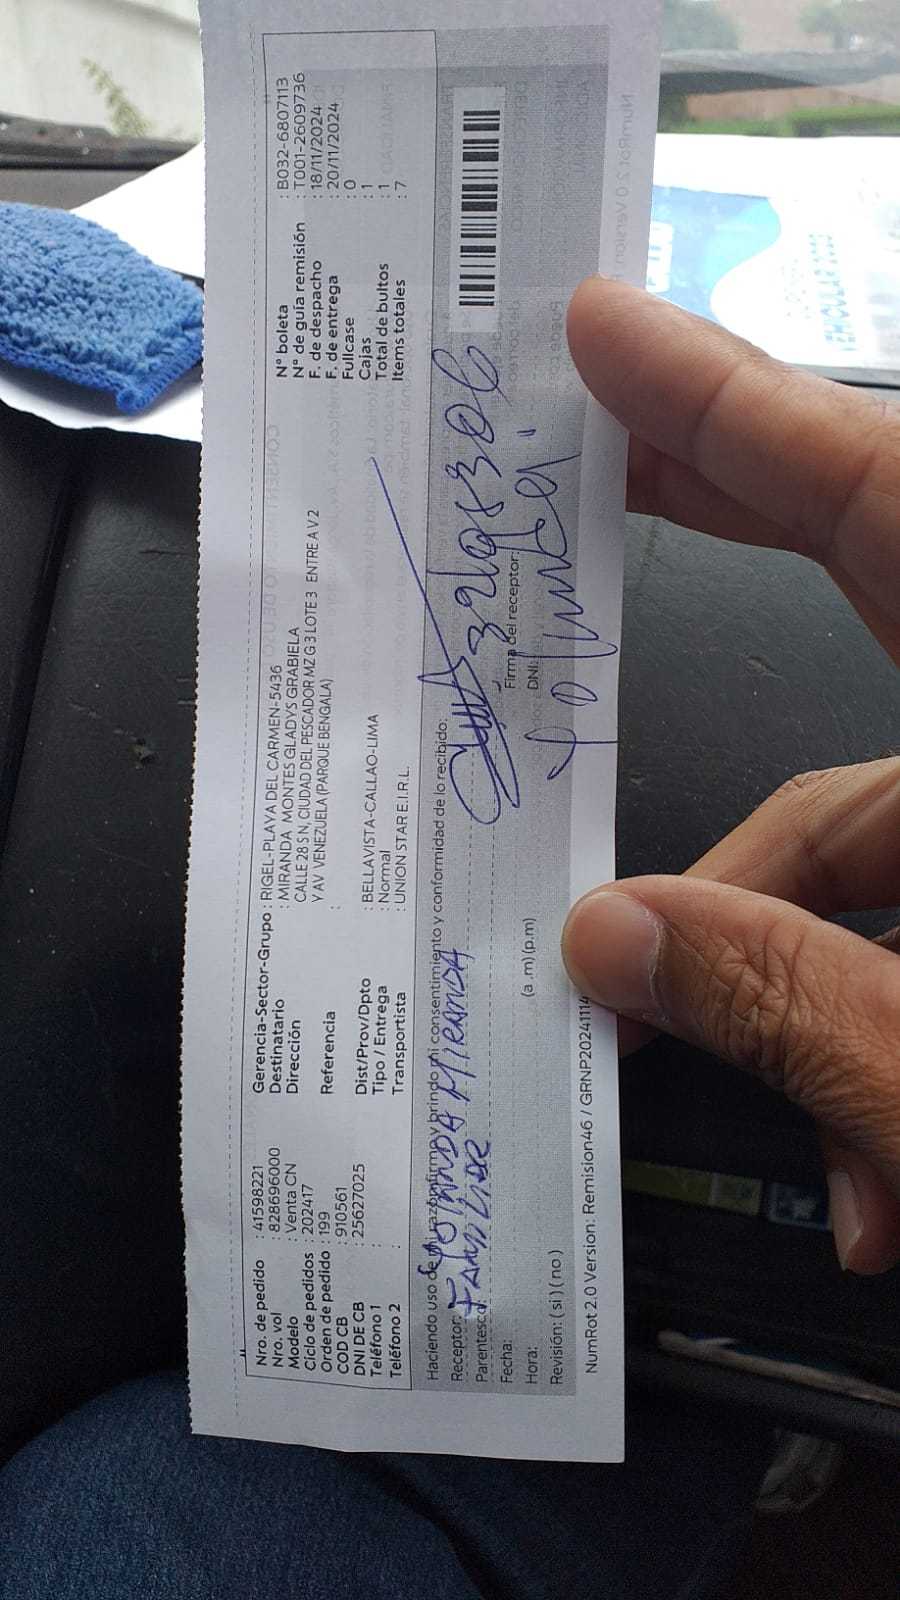 Nro. de pedido : 41598221
Nro. vol : 828696000
Modelo : Venta CN
Ciclo de pedidos : 202417
Orden de pedido : 199
COD CB : 910561
DNI DE CB : 25627025
Teléfono 1 :
Teléfono 2 :
Gerencia-Sector-Grupo : RIGEL-PLAYA DEL CARMEN-5436
Destinatario : MIRANDA MONTES GLADYS GRABIELA
Dirección CALLE 28 S N, CIUDAD DEL PESCADOR MZ G 3 LOTE 3 ENTRE A V 2
Y AV VENEZUELA (PARQUE BENGALA)
Referencia :
Dist/Prov/Dpto : BELLAVISTA-CALLAO-LIMA
Tipo / Entrega : Normal
Transportista : UNION STAR E.I.R.L.
N° boleta : B032-6807113
N° de guía remisión : T001-2609736
F. de despacho : 18/11/2024
F. de entrega : 20/11/2024
Fullcase : 0
Cajas : 1
Total de bultos : 1
Items totales : 7
Haciendo uso de mi razón firmo y brindo mi consentimiento y conformidad de lo recibido:
Receptor: YOLANDA MIRANDA
Parentesco: FAMILIAR
Fecha:
Hora: (a .m) (p.m)
Revisión: ( si ) ( no )
Firma del receptor:
DNI:
Yolanda
NumRot 2.0 Version: Remision46 / GRNP20241114